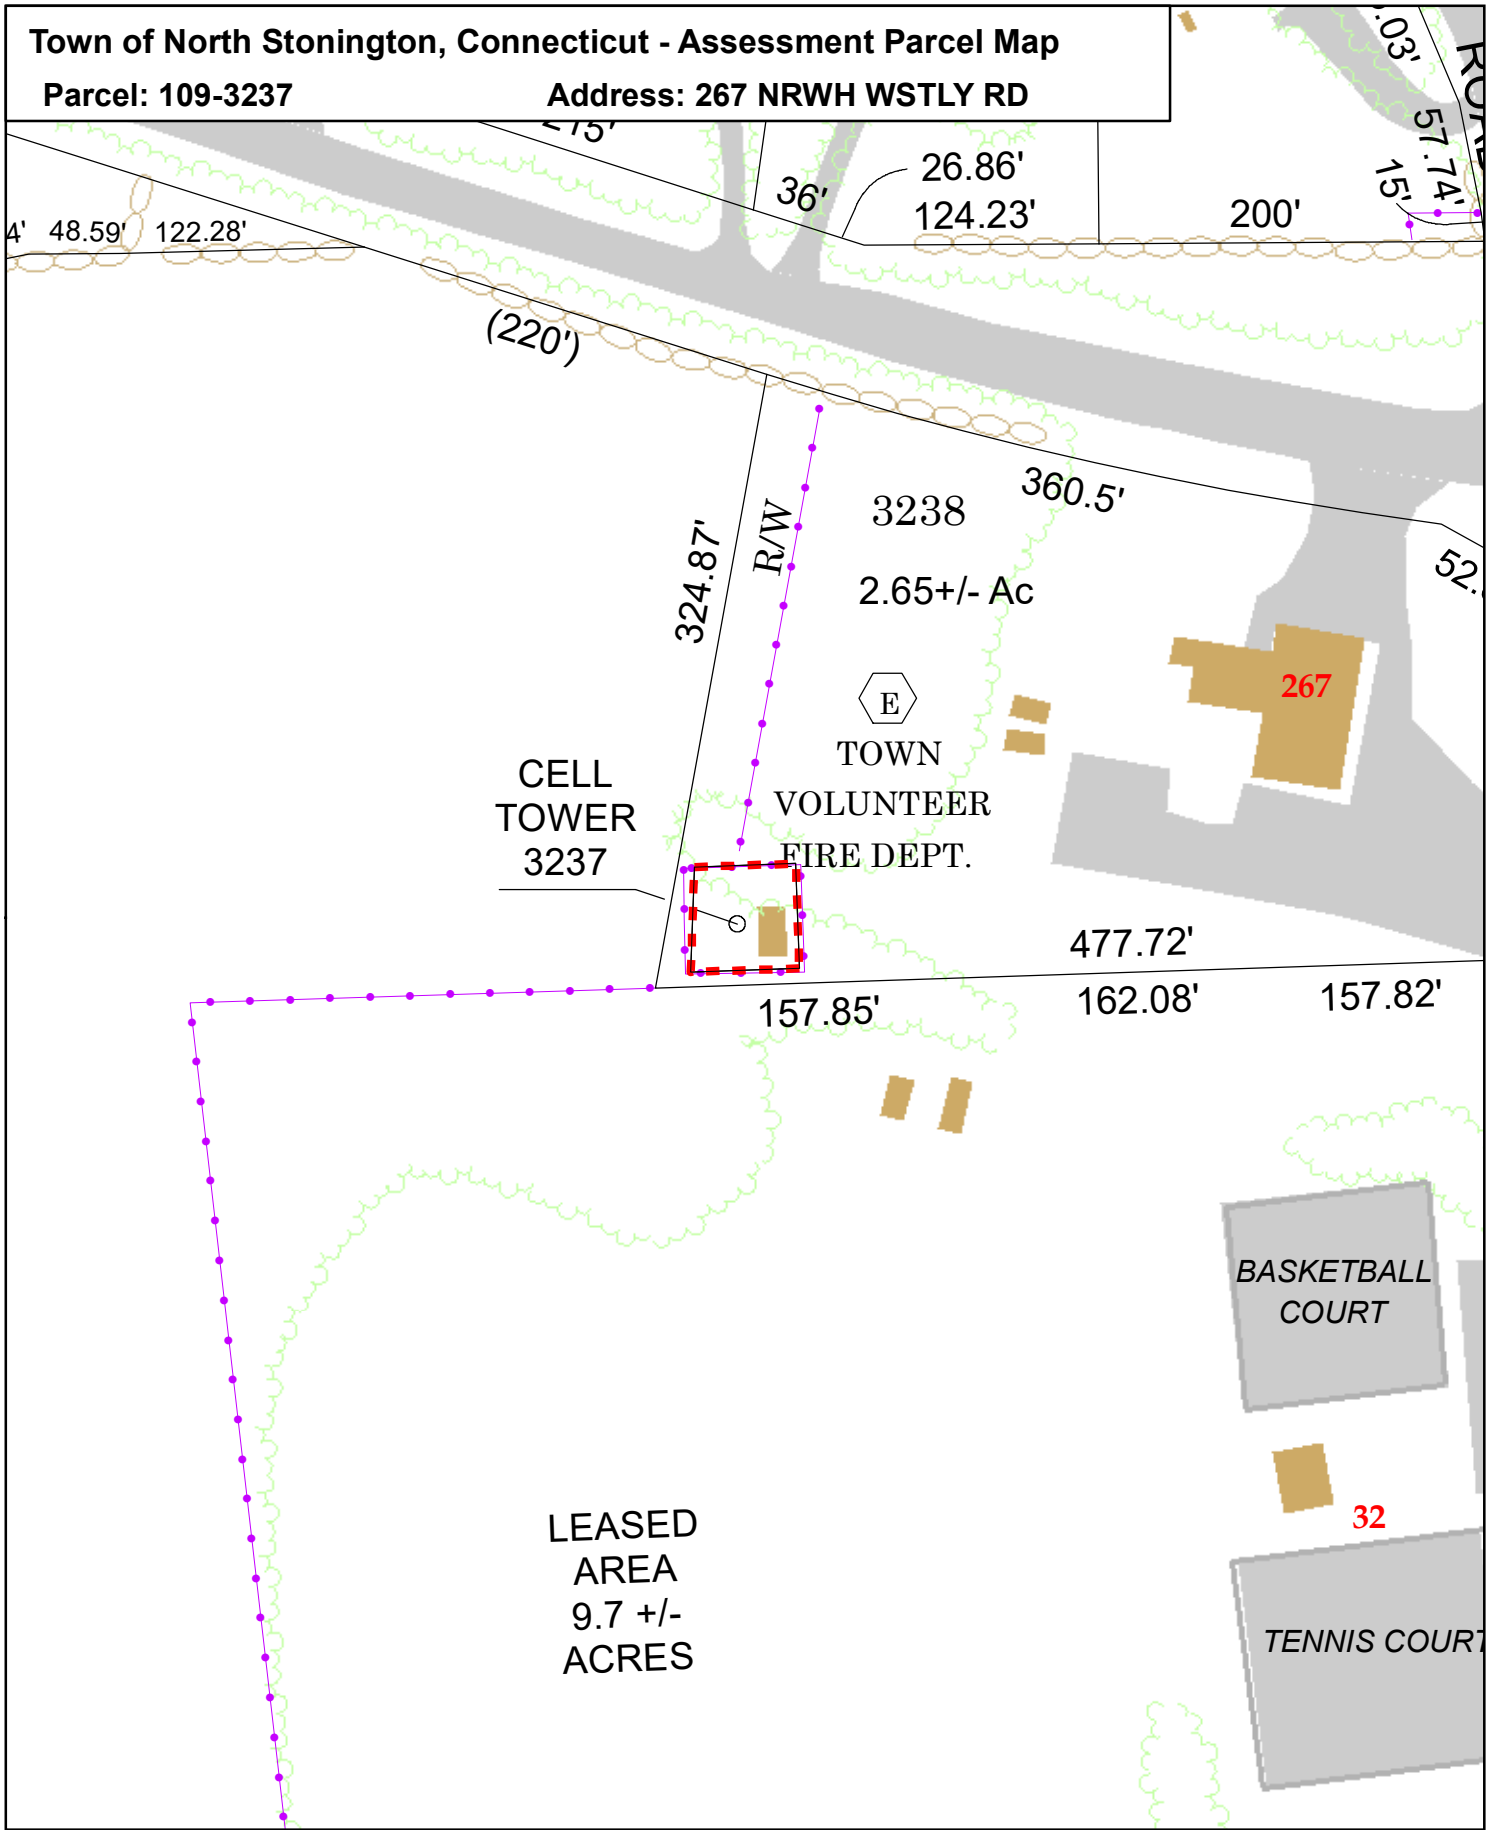 Town of North Stonington, Connecticut - Assessment Parcel Map
Parcel: 109-3237 Address: 267 NRWH WSTLY RD
36'
26.86'
124.23'
200'
15'
57.74'
48.59'
122.28'
(220')
360.5'
324.87'
R/W
3238
2.65+/- Ac
E
TOWN
VOLUNTEER
FIRE DEPT.
267
CELL
TOWER
3237
477.72'
157.85'
162.08'
157.82'
BASKETBALL
COURT
32
TENNIS COURT
LEASED
AREA
9.7 +/-
ACRES